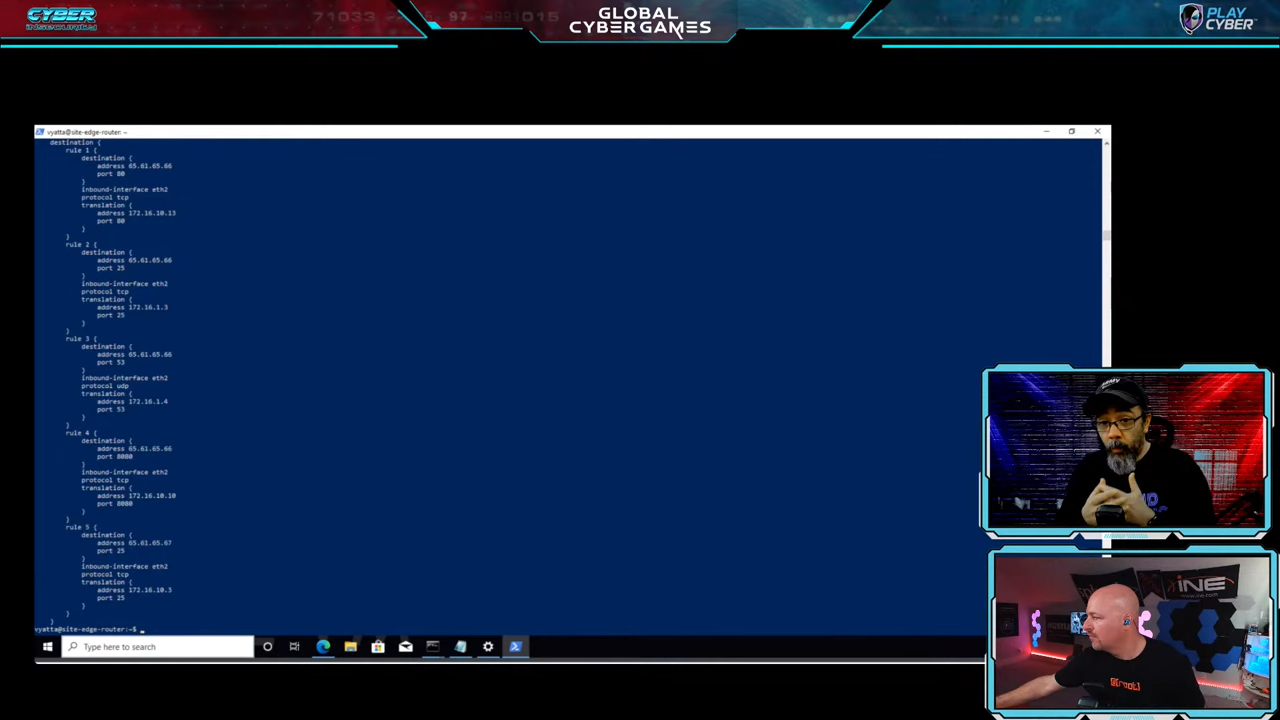 CYBER
INSECURITY
GLOBAL
CYBERGAMES
PLAY
CYBER
vyatta@site-edge-router: ~
destination {
rule 1 {
destination {
address 65.61.65.66
port 80
}
inbound-interface eth2
protocol tcp
translation {
address 172.16.10.13
port 80
}
}
rule 2 {
destination {
address 65.61.65.66
port 25
}
inbound-interface eth2
protocol tcp
translation {
address 172.16.1.3
port 25
}
}
rule 3 {
destination {
address 65.61.65.66
port 53
}
inbound-interface eth2
protocol udp
translation {
address 172.16.1.4
port 53
}
}
rule 4 {
destination {
address 65.61.65.66
port 8080
}
inbound-interface eth2
protocol tcp
translation {
address 172.16.10.10
port 8080
}
}
rule 5 {
destination {
address 65.61.65.67
port 25
}
inbound-interface eth2
protocol tcp
translation {
address 172.16.10.3
port 25
}
}
}
vyatta@site-edge-router:~$
Type here to search
INE